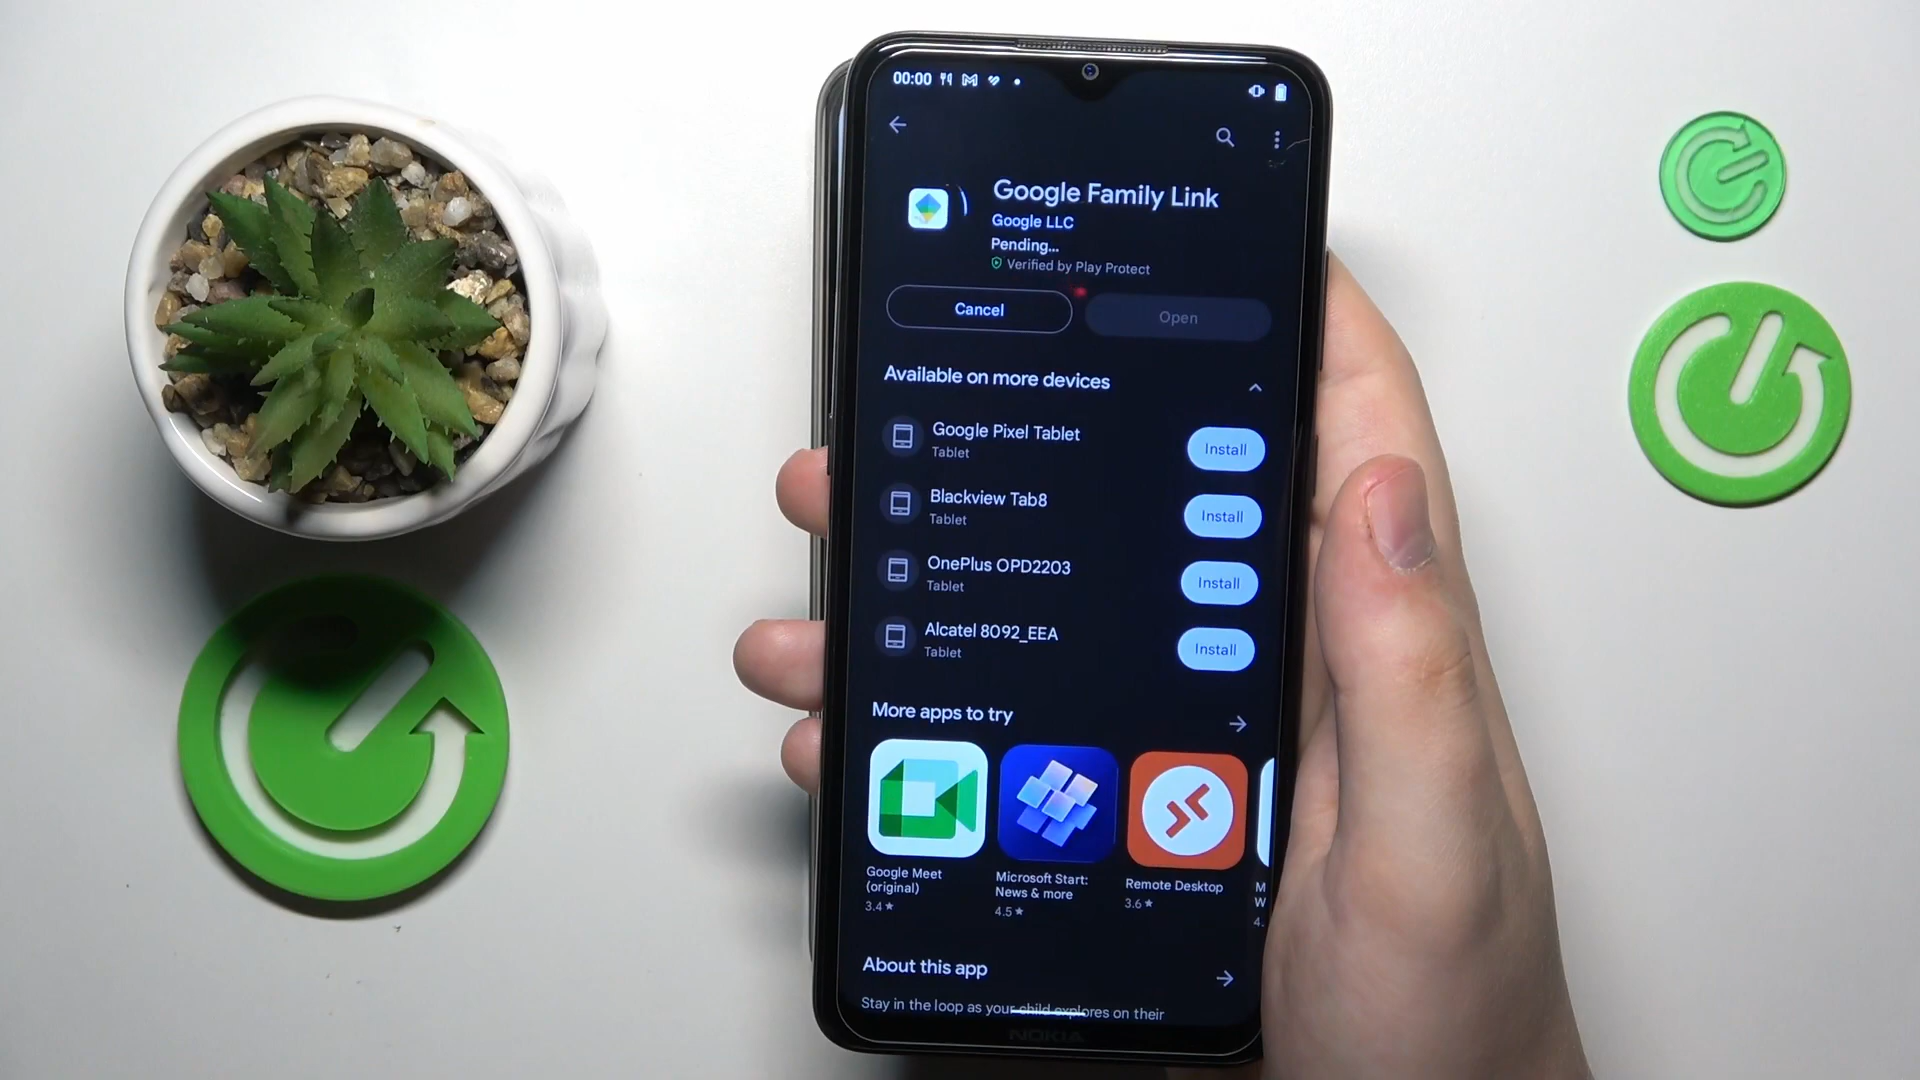 00:00
Google Family Link
Google LLC
Pending...
Verified by Play Protect
Cancel
Open
Available on more devices
Google Pixel Tablet
Tablet
Install
Blackview Tab8
Tablet
Install
OnePlus OPD2203
Tablet
Install
Alcatel 8092_EEA
Tablet
Install
More apps to try
Google Meet
(original)
3.4★
Microsoft Start:
News & more
4.5★
Remote Desktop
3.6★
M
W
4.
About this app
Stay in the loop as your child explores on their
NOKIA